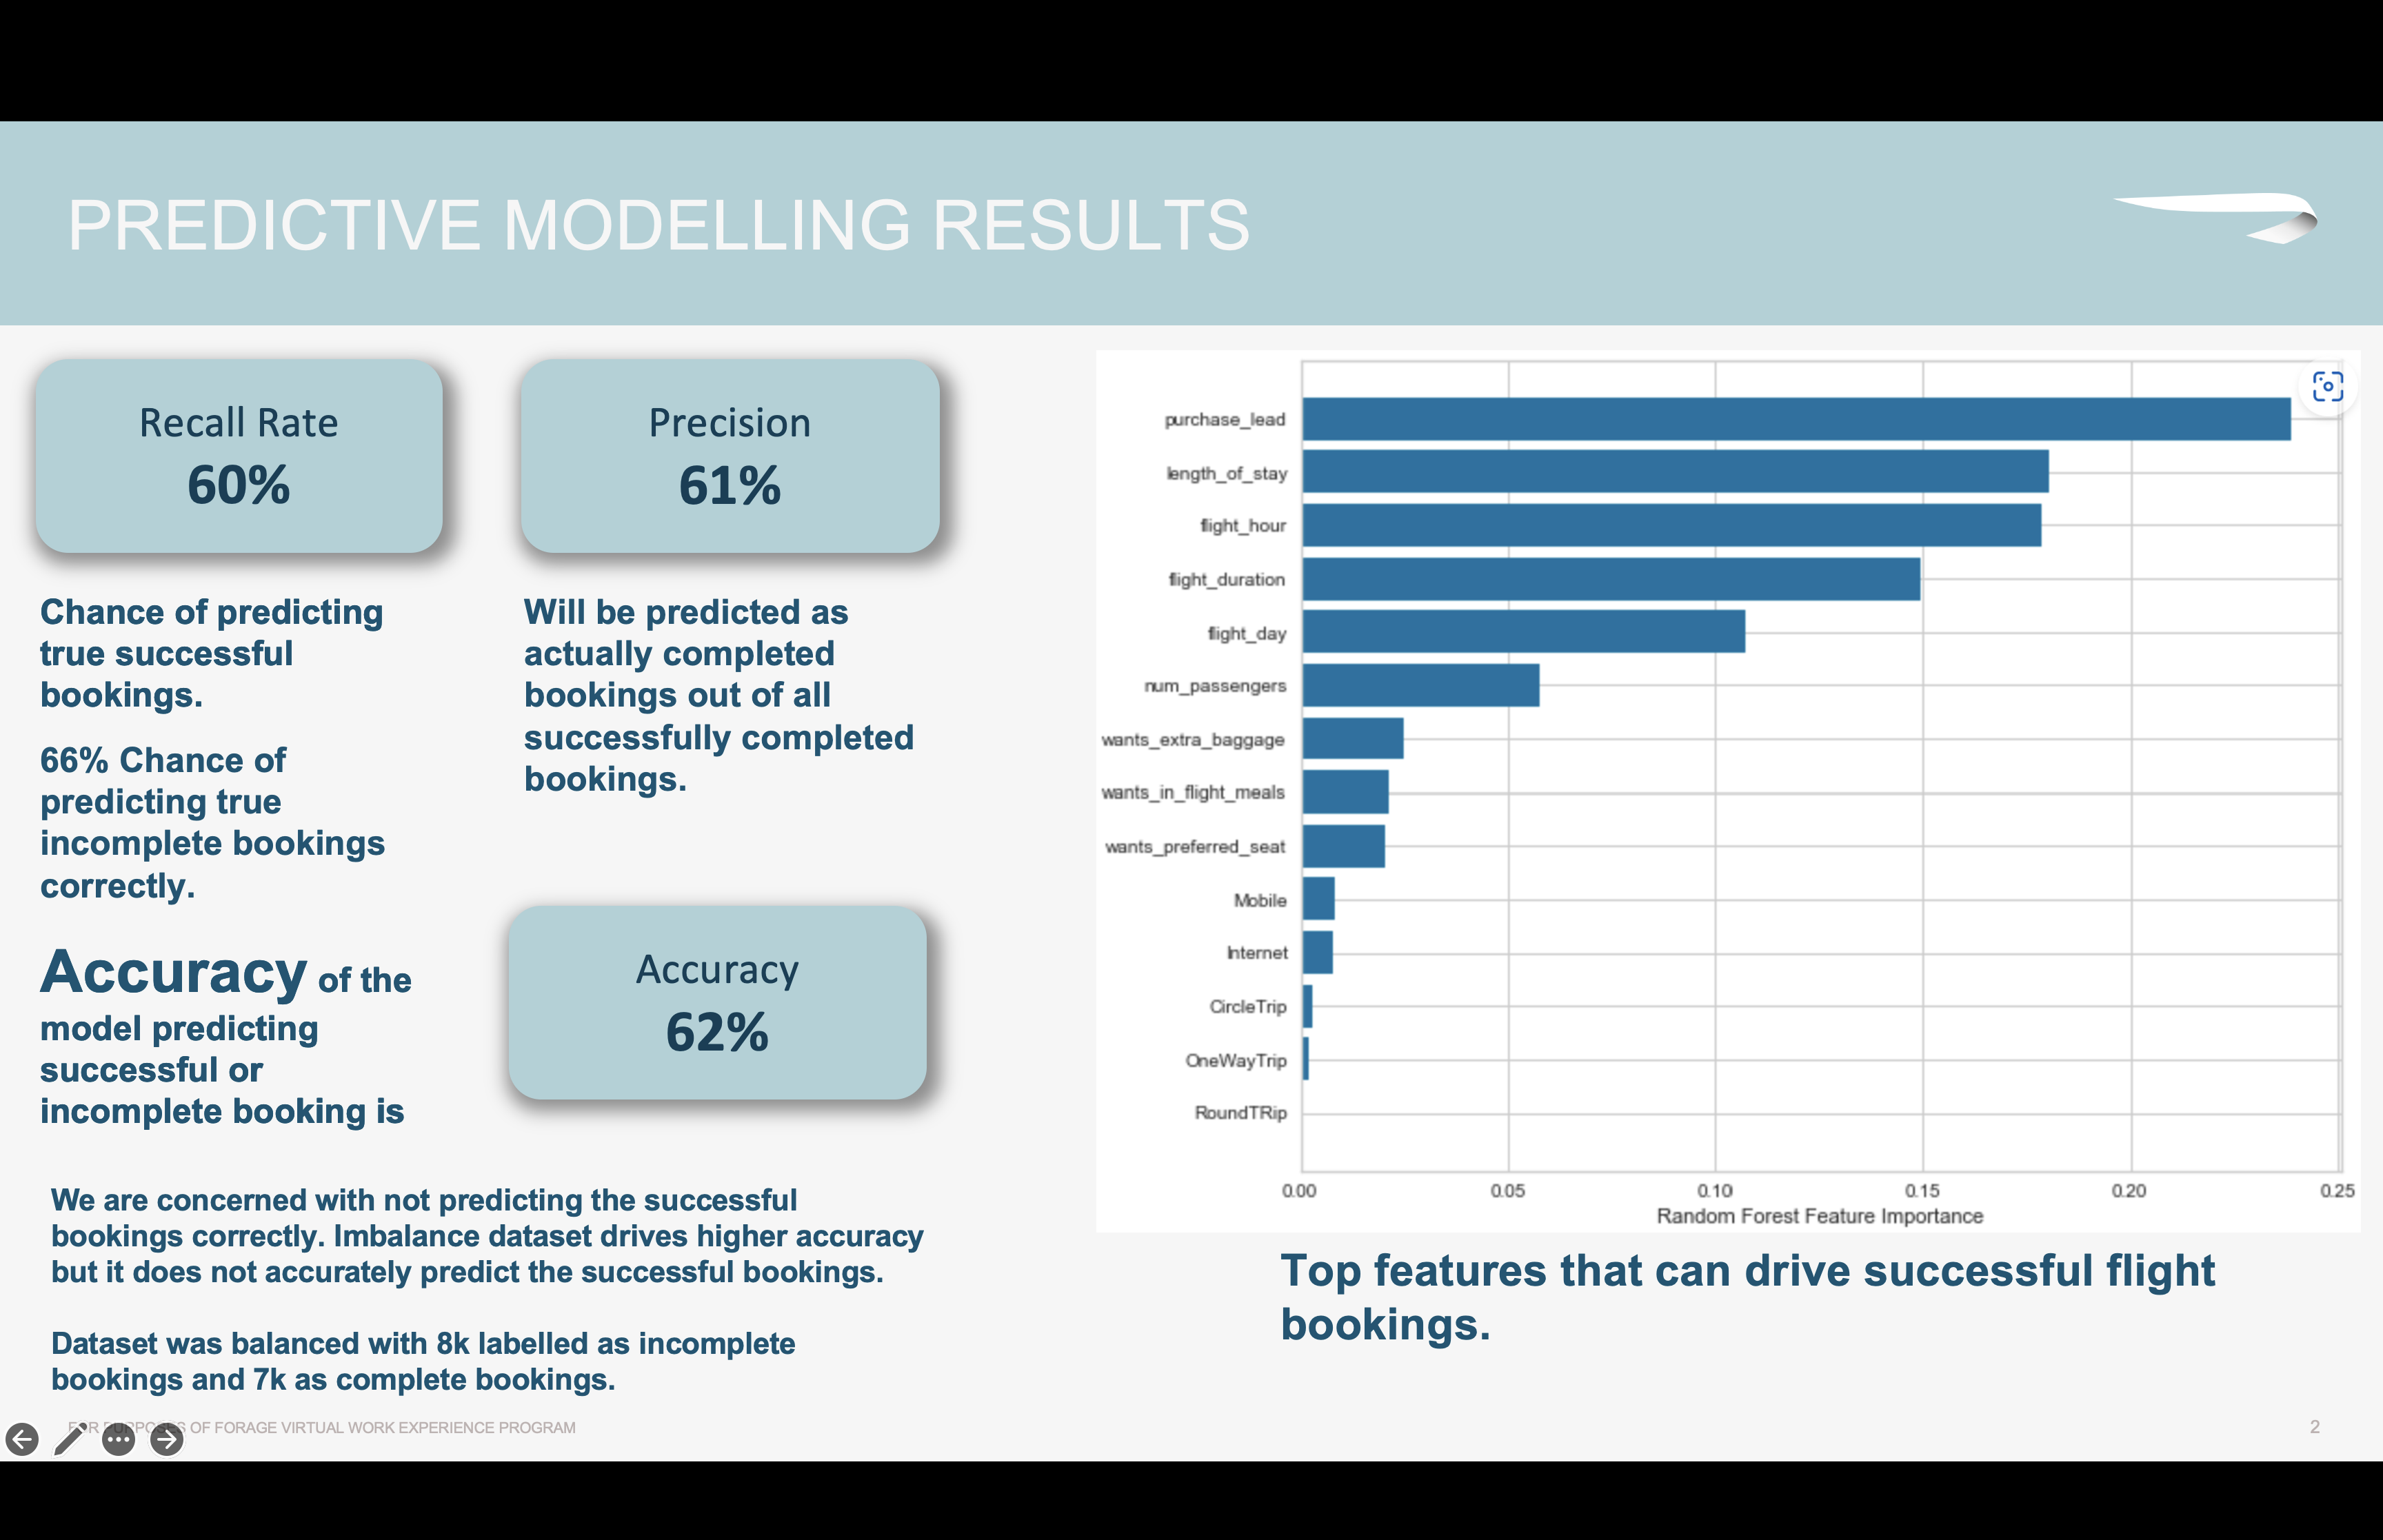 PREDICTIVE MODELLING RESULTS
Recall Rate
60%
Precision
61%
Chance of predicting
true successful
bookings.
66% Chance of
predicting true
incomplete bookings
correctly.
Will be predicted as
actually completed
bookings out of all
successfully completed
bookings.
Accuracy of the
model predicting
successful or
incomplete booking is
Accuracy
62%
We are concerned with not predicting the successful
bookings correctly. Imbalance dataset drives higher accuracy
but it does not accurately predict the successful bookings.
Dataset was balanced with 8k labelled as incomplete
bookings and 7k as complete bookings.
purchase_lead
length_of_stay
flight_hour
flight_duration
flight_day
num_passengers
wants_extra_baggage
wants_in_flight_meals
wants_preferred_seat
Mobile
Internet
CircleTrip
OneWayTrip
RoundTRip
0.00 0.05 0.10 0.15 0.20 0.25
Random Forest Feature Importance
Top features that can drive successful flight
bookings.
FOR PURPOSES OF FORAGE VIRTUAL WORK EXPERIENCE PROGRAM
2